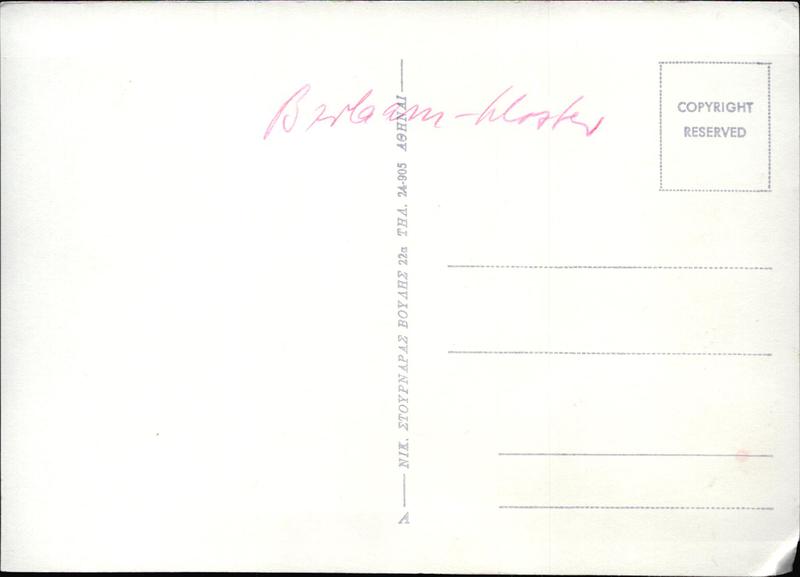 Barlaam-Kloster
COPYRIGHT
RESERVED
Α — ΝΙΚ. ΣΤΟΥΡΝΑΡΑΣ ΒΟΥΛΗΣ 22α ΤΗΛ. 24-905 ΑΘΗΝΑΙ —